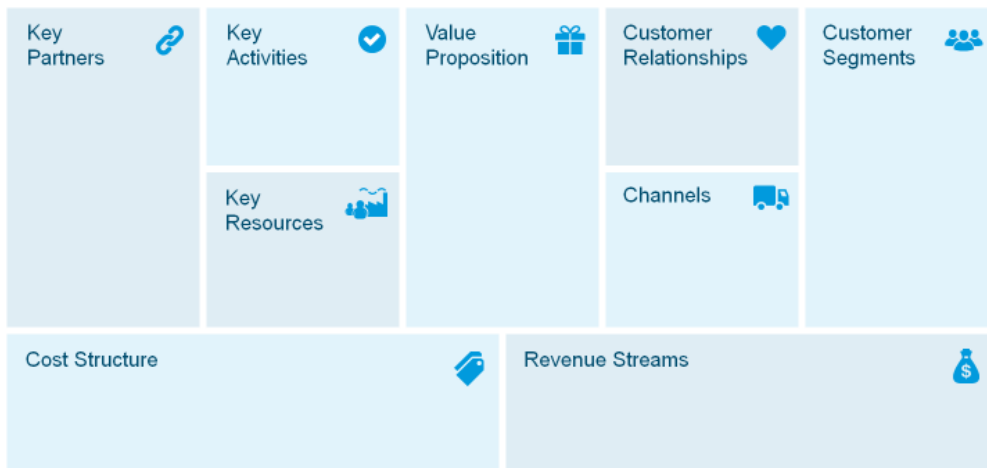 Key
Partners
Key
Activities
Key
Resources
Value
Proposition
Customer
Relationships
Channels
Customer
Segments
Cost Structure
Revenue Streams
$